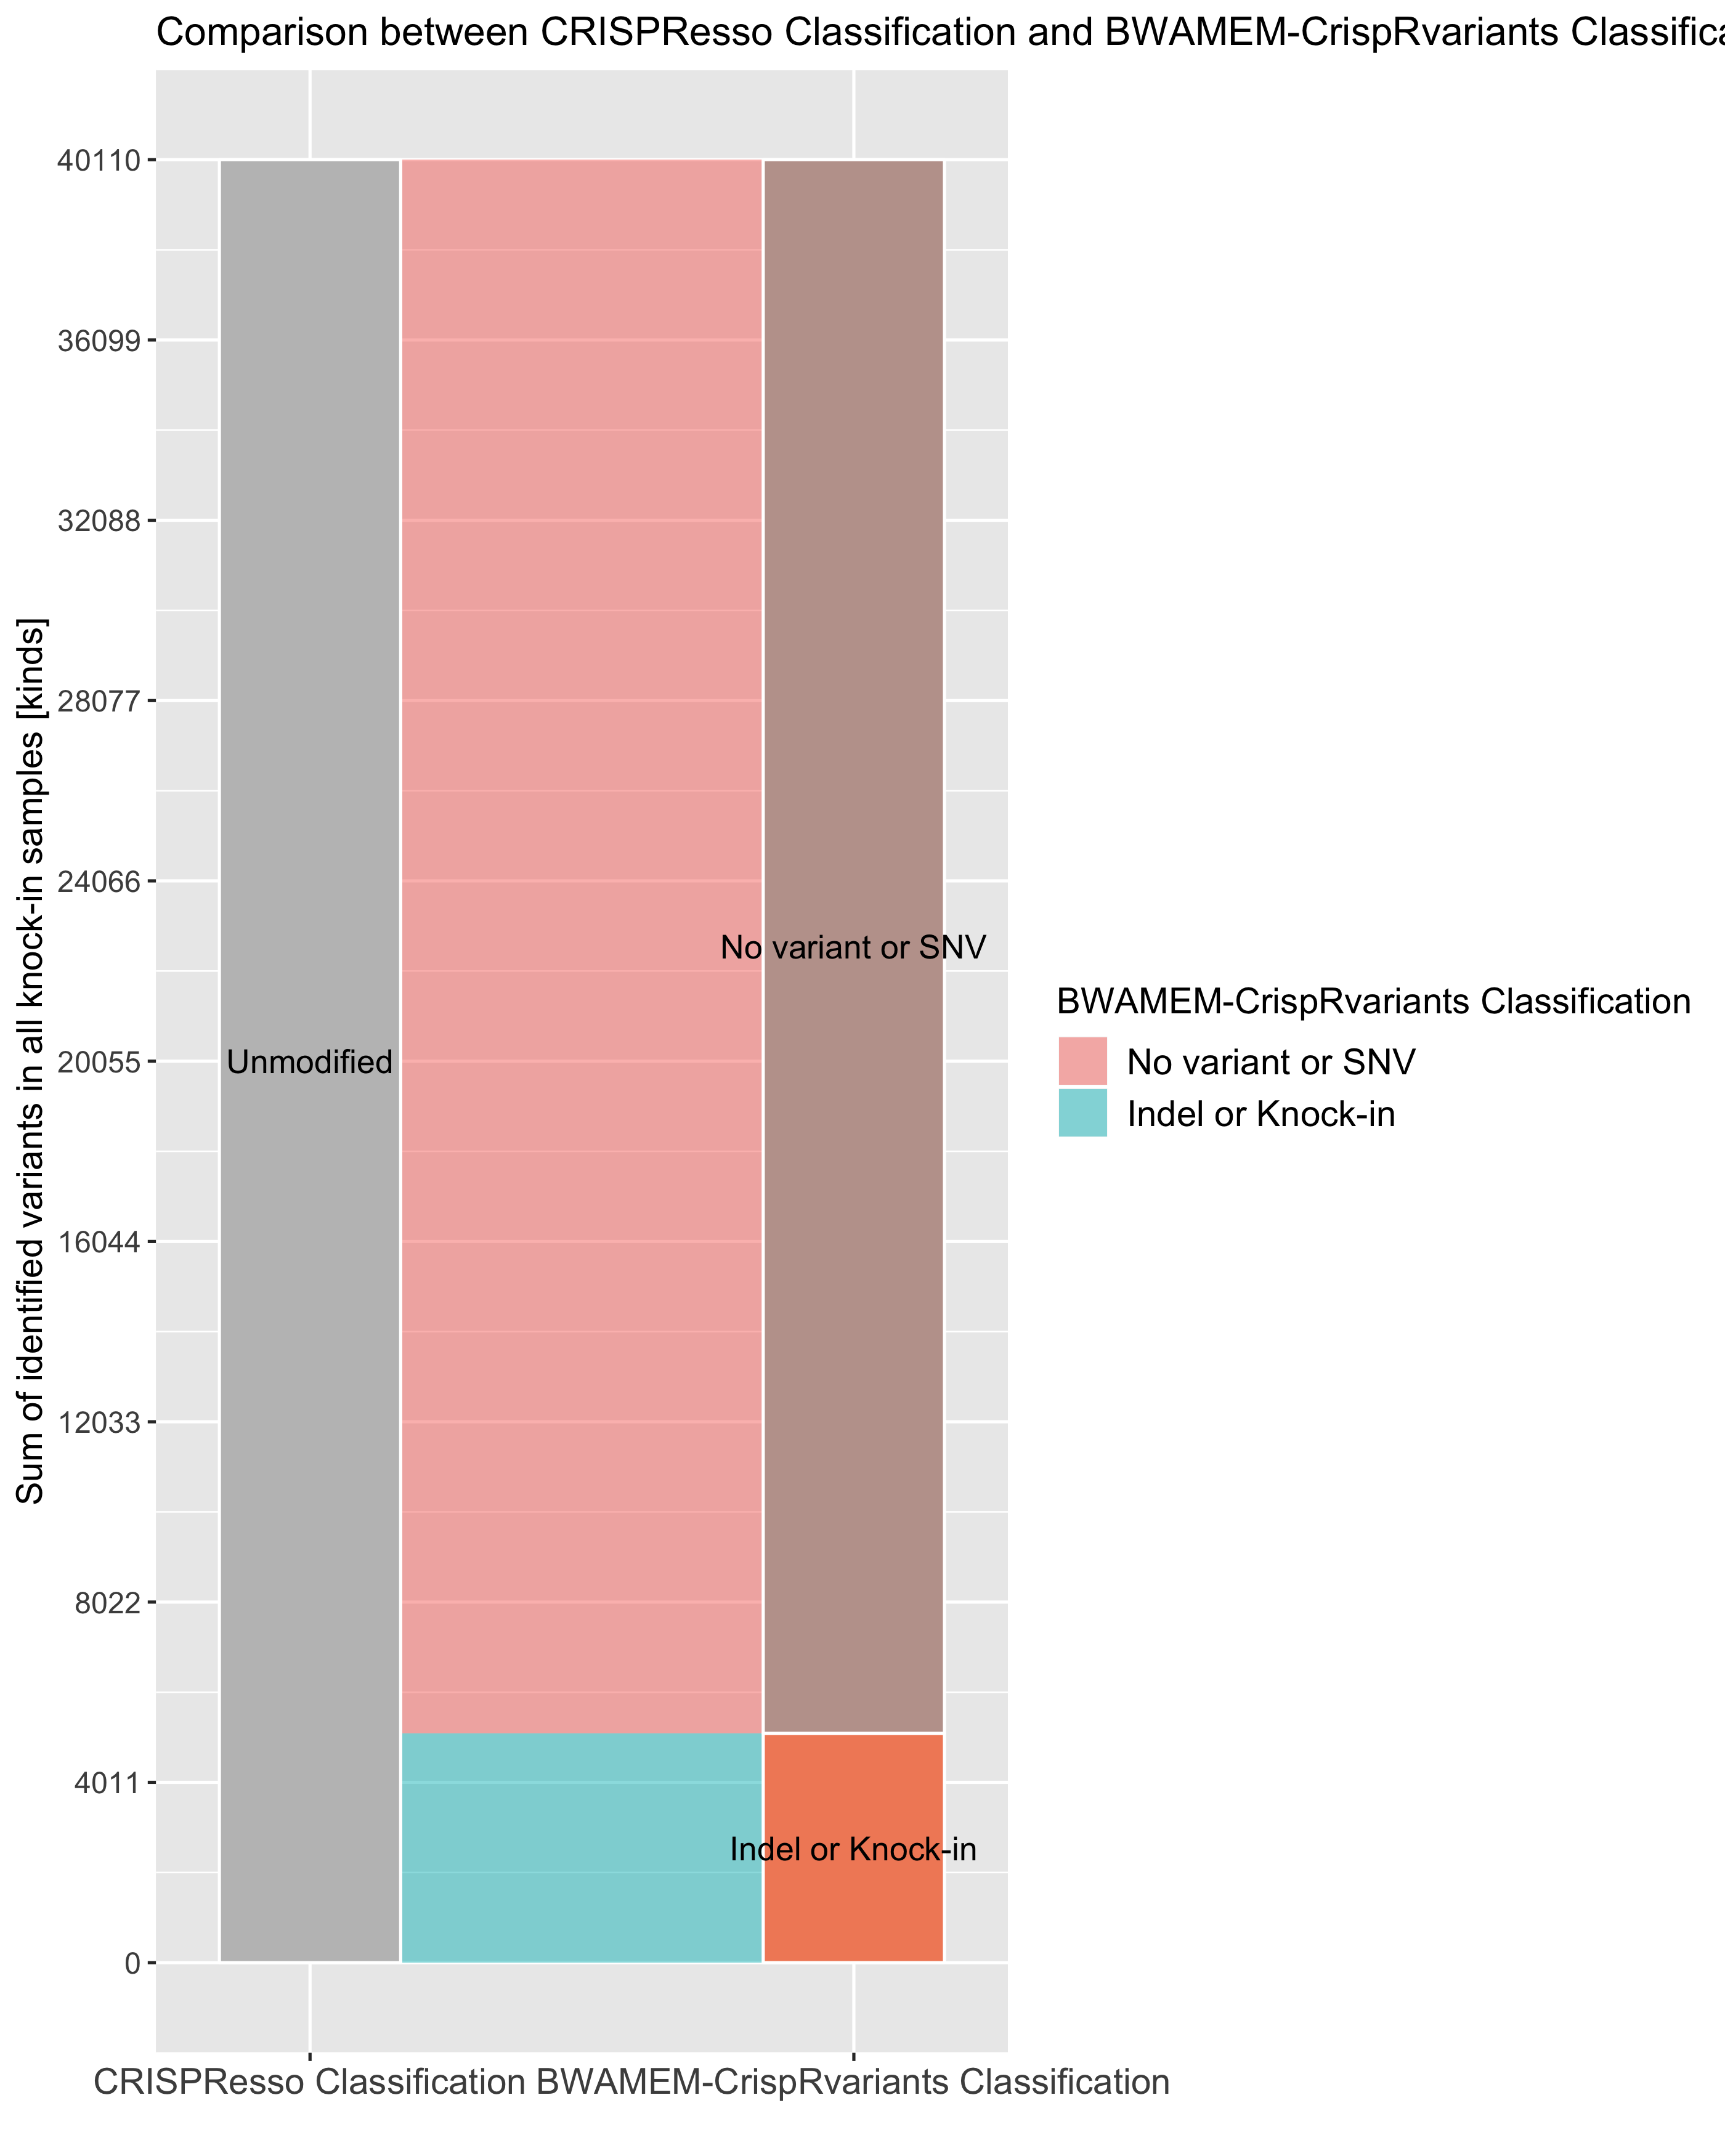 Comparison between CRISPResso Classification and BWAMEM-CrispRvariants
Sum of identified variants in all knock-in samples [kinds]
40110
36099
32088
28077
24066
20055
16044
12033
8022
4011
0
No variant or SNV
Unmodified
Indel or Knock-in
BWAMEM-CrispRvariants Classification
No variant or SNV
Indel or Knock-in
CRISPResso Classification BWAMEM-CrispRvariants Classification